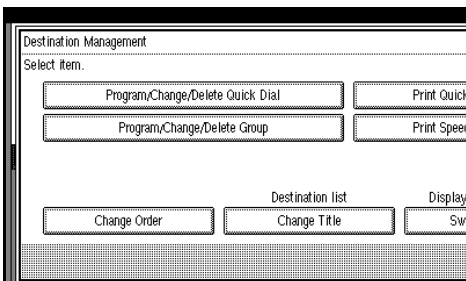 Destination Management
Select item.
Program/Change/Delete Quick Dial Print Quick
Program/Change/Delete Group Print Speed
Destination list Display
Change Order Change Title Sw